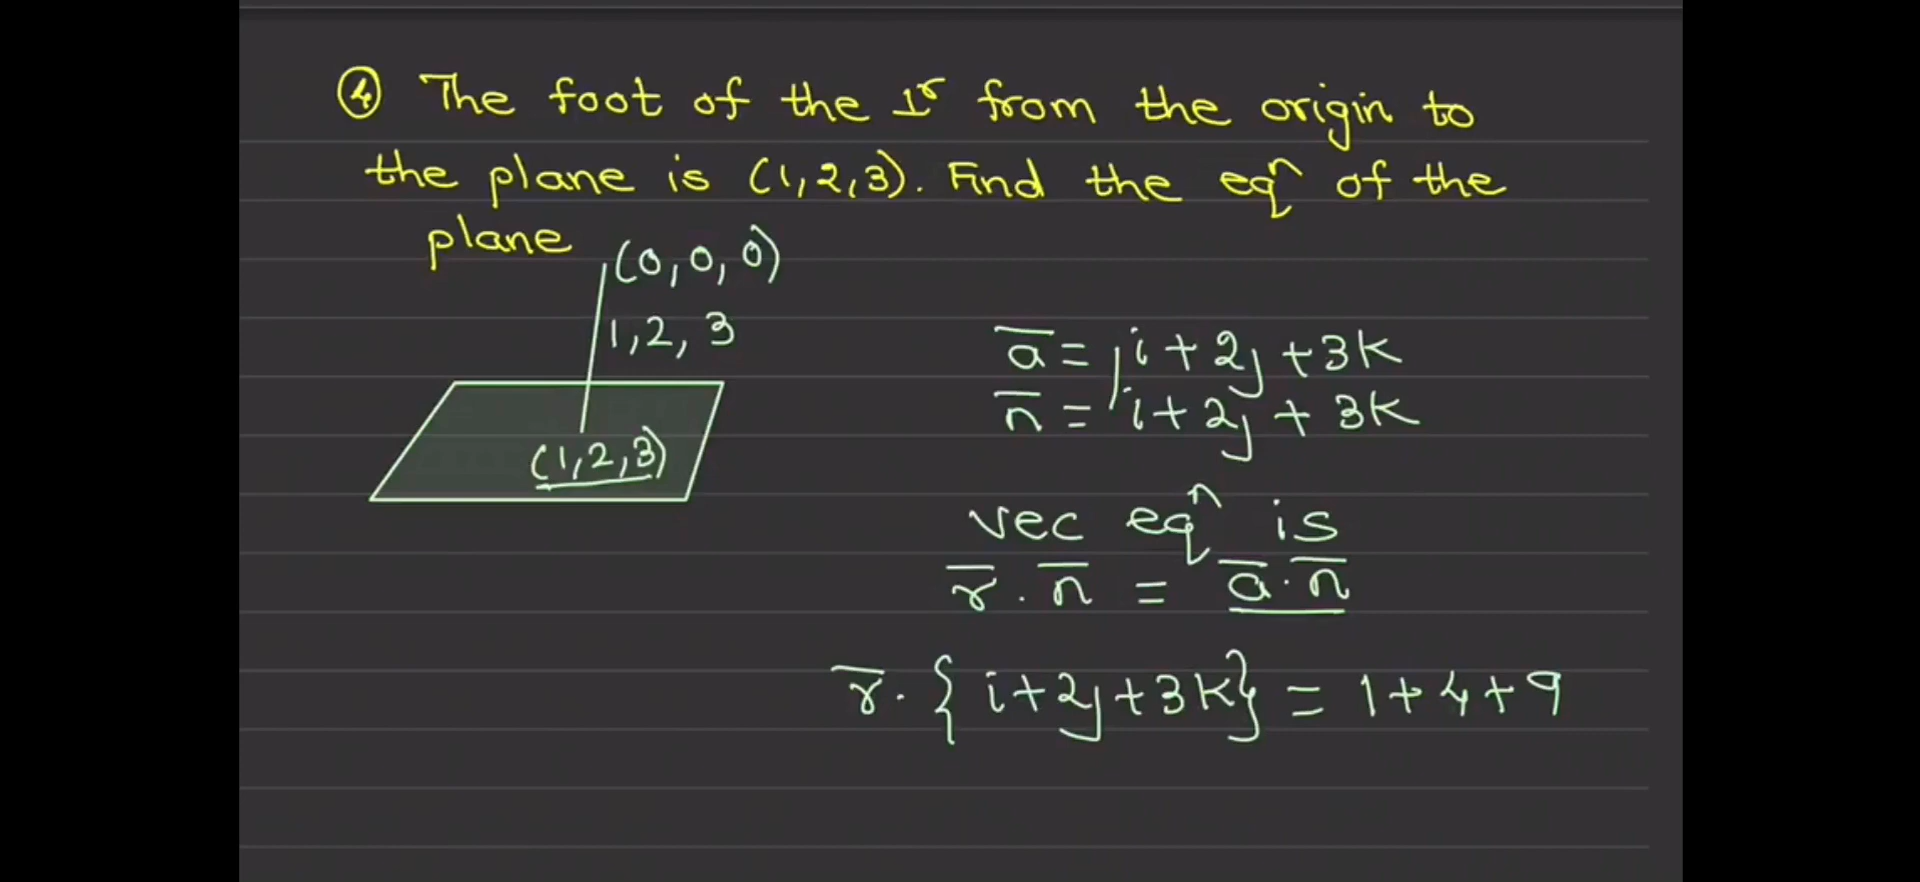 ④ The foot of the ⊥r from the origin to
the plane is (1,2,3). Find the eqn of the
plane
(0,0,0)
1,2,3
(1,2,3)
a̅ = i+2j+3k
n̅ = i+2j+3k
vec eqn is
r̅.n̅ = a̅.n̅
r̅.{i+2j+3k} = 1+4+9